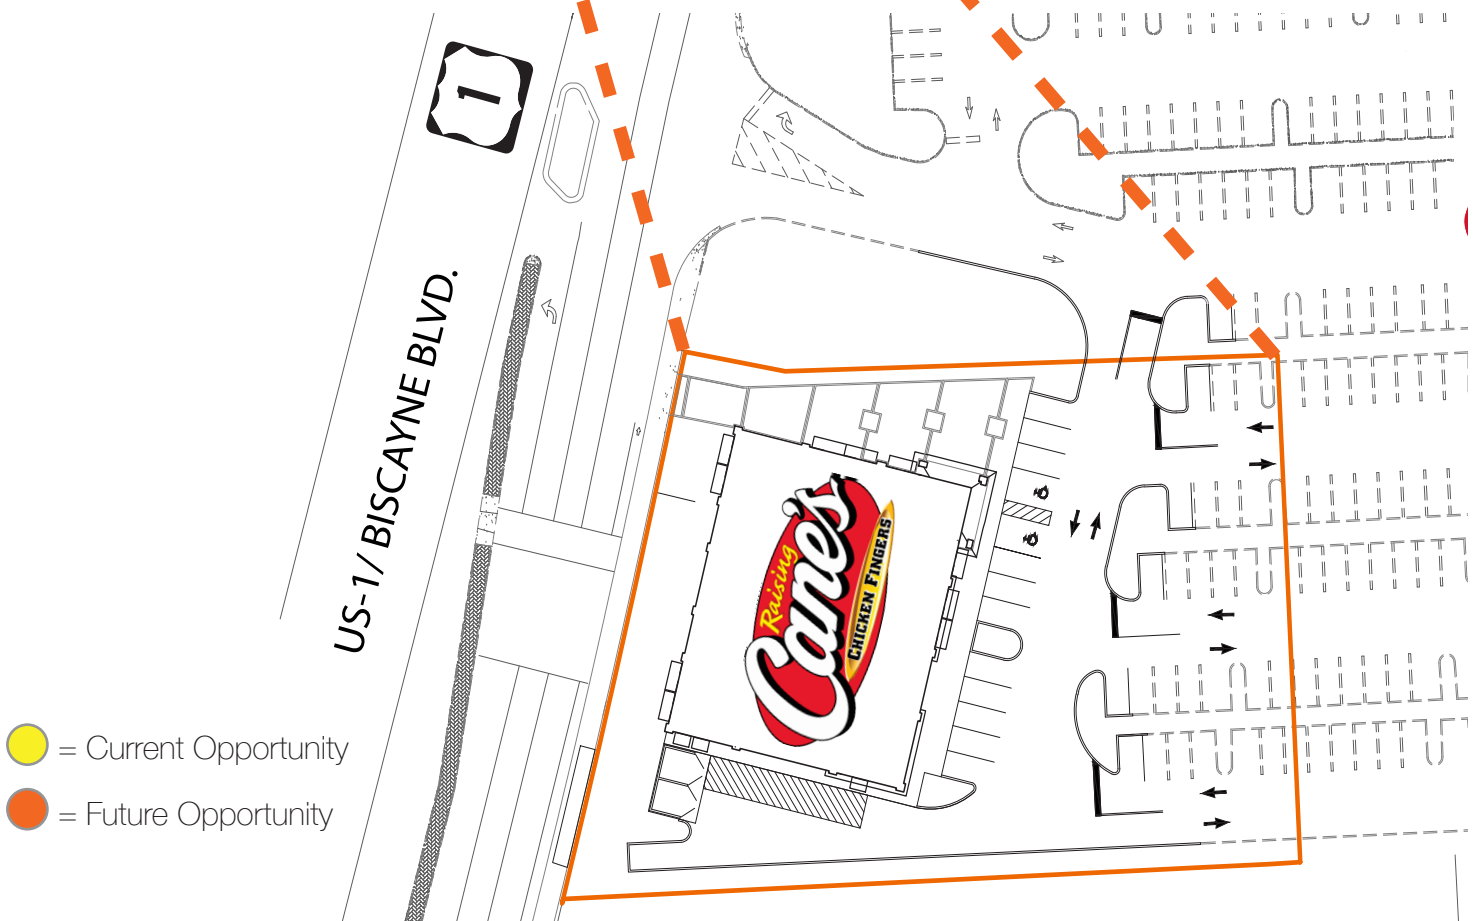 1
US-1/ BISCAYNE BLVD.
Raising
Cane's
CHICKEN FINGERS
= Current Opportunity
= Future Opportunity